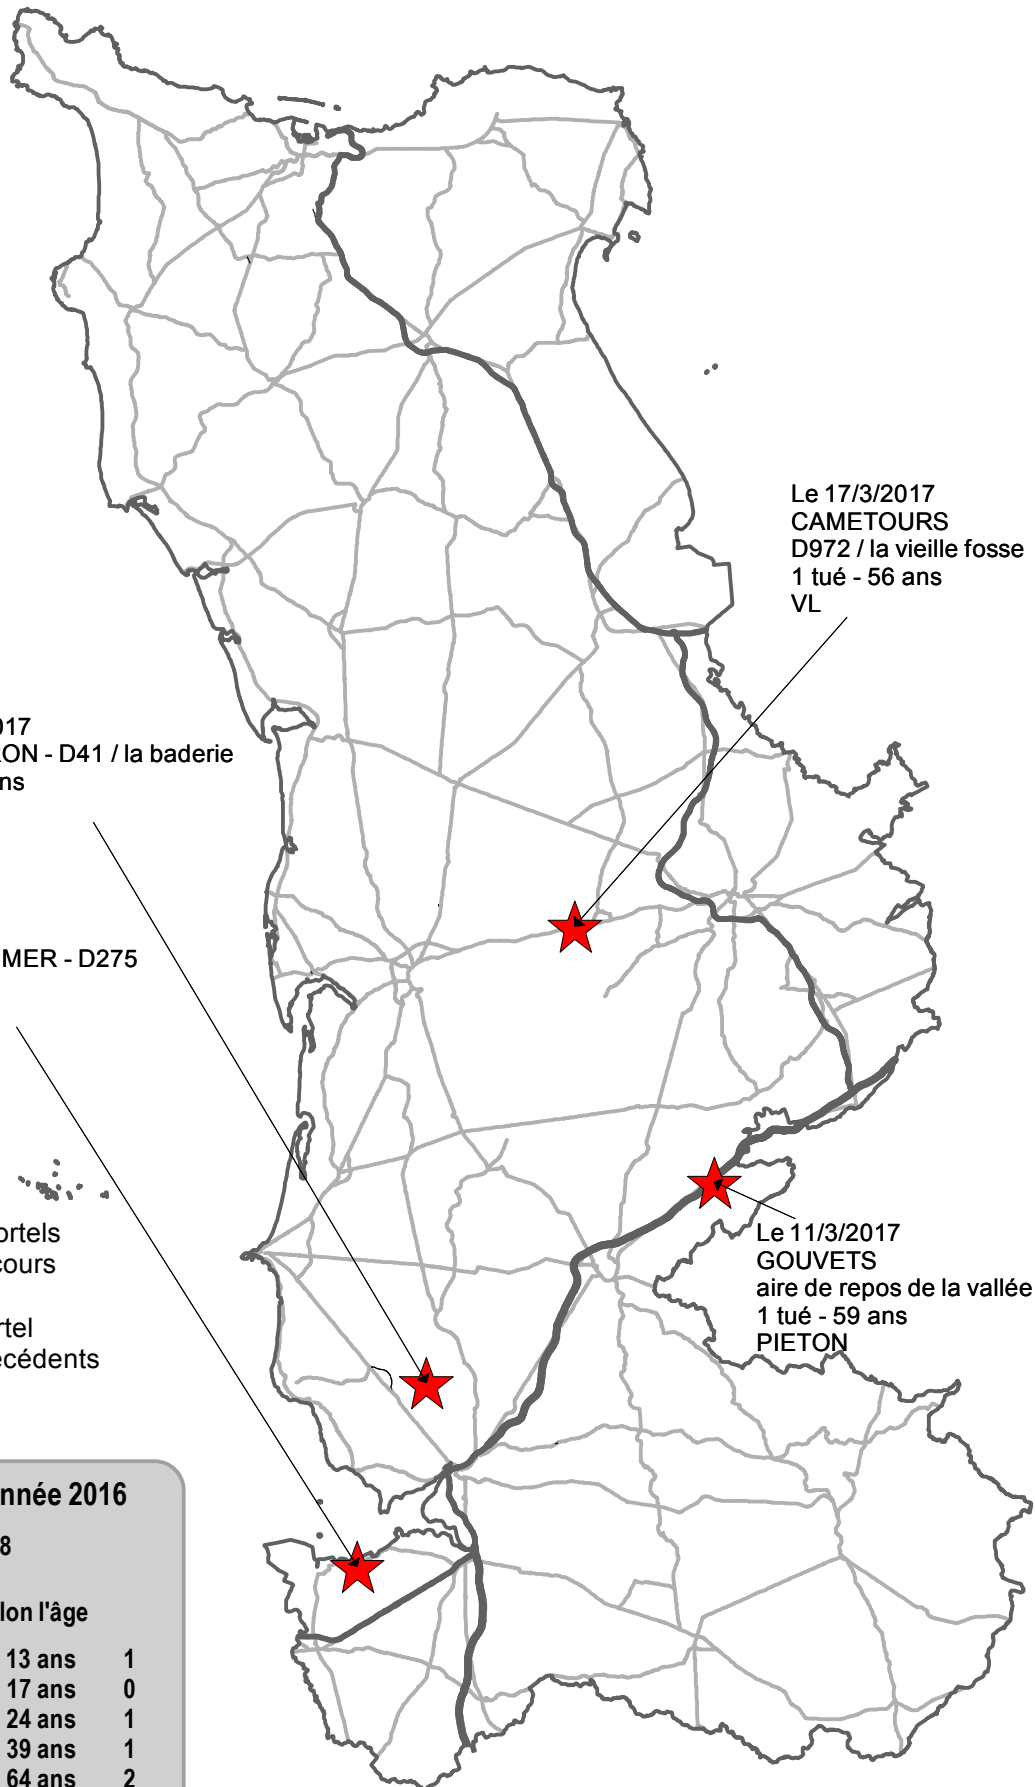 Le 17/3/2017
CAMETOURS
D972 / la vieille fosse
1 tué - 56 ans
VL
017
RON - D41 / la baderie
ns
MER - D275
Le 11/3/2017
GOUVETS
aire de repos de la vallée
1 tué - 59 ans
PIETON
ortels
cours
rtel
écédents
nnée 2016
8
lon l'âge
13 ans 1
17 ans 0
24 ans 1
39 ans 1
64 ans 2